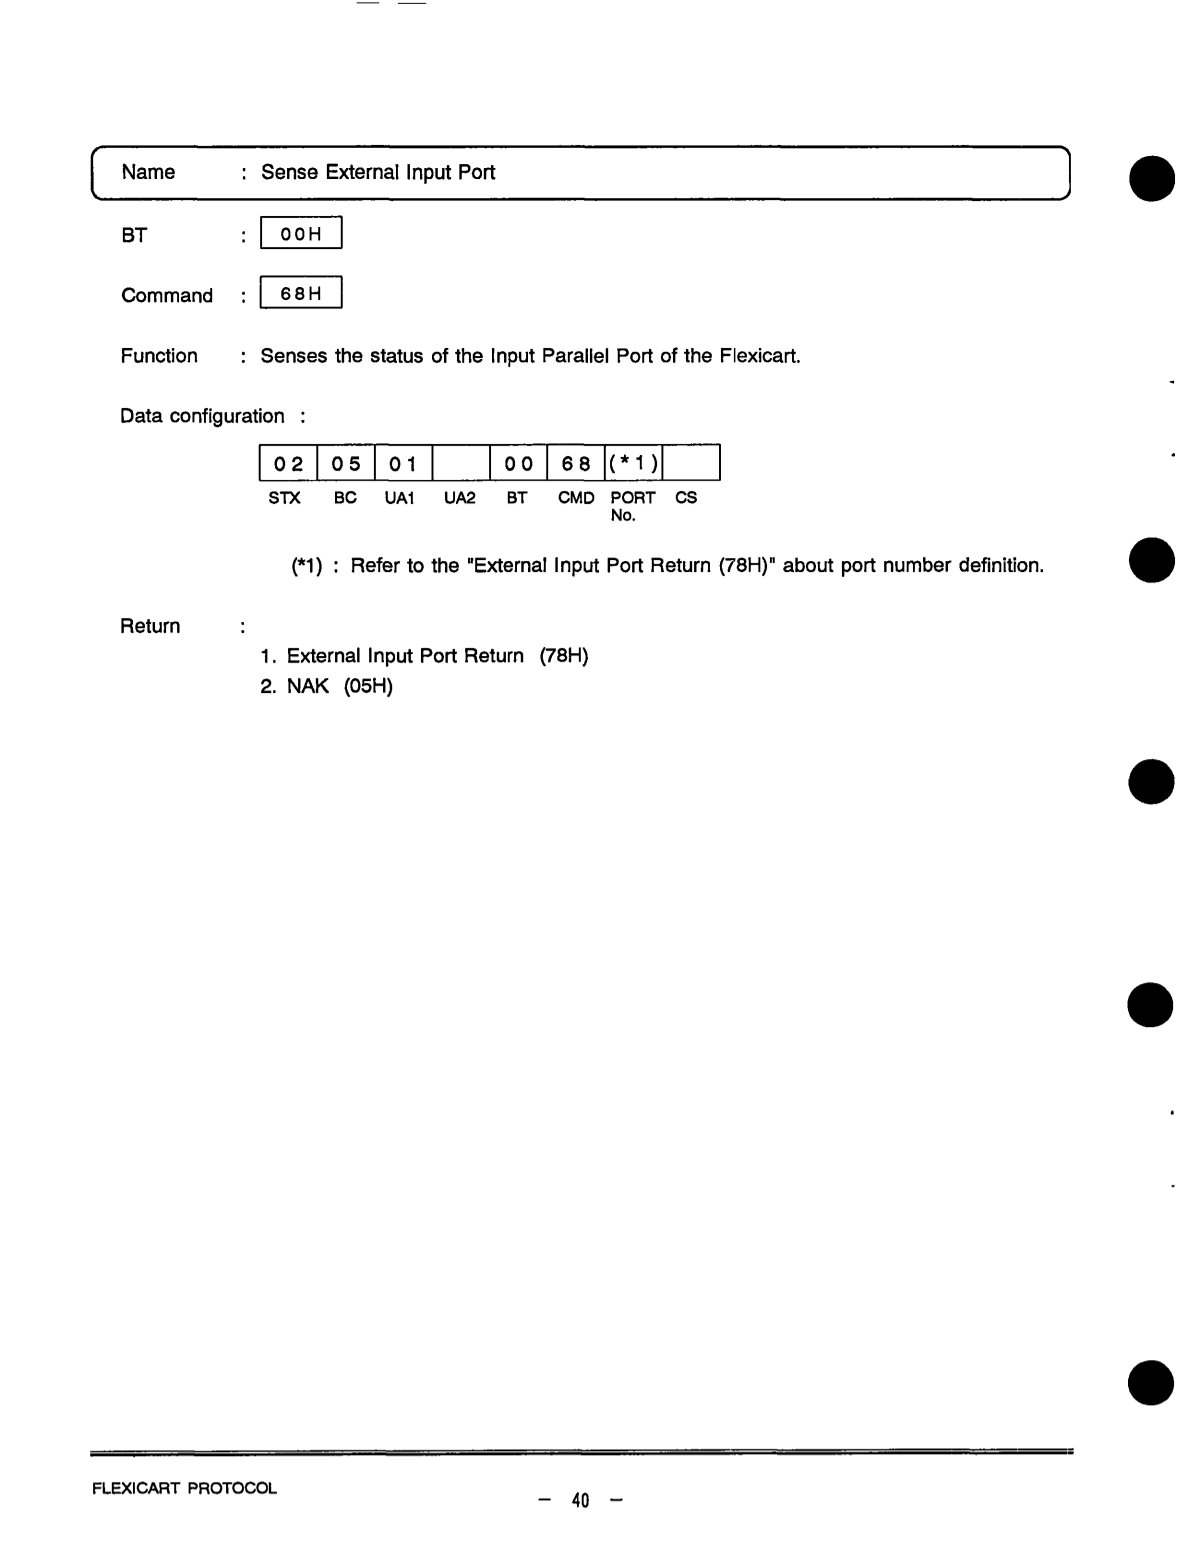 Name : Sense External Input Port
BT : 00H
Command : 68H
Function : Senses the status of the Input Parallel Port of the Flexicart.
Data configuration :
02 05 01 00 68 (*1)
STX BC UA1 UA2 BT CMD PORT No. CS
(*1) : Refer to the "External Input Port Return (78H)" about port number definition.
Return :
1. External Input Port Return (78H)
2. NAK (05H)
FLEXICART PROTOCOL
— 40 —